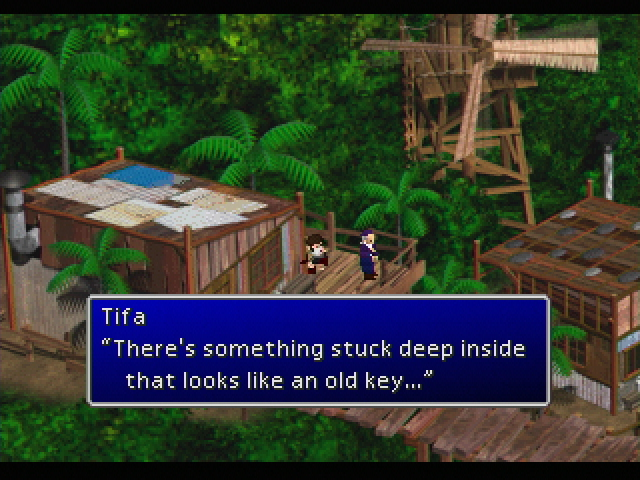 Tifa
“There's something stuck deep inside
that looks like an old key…”